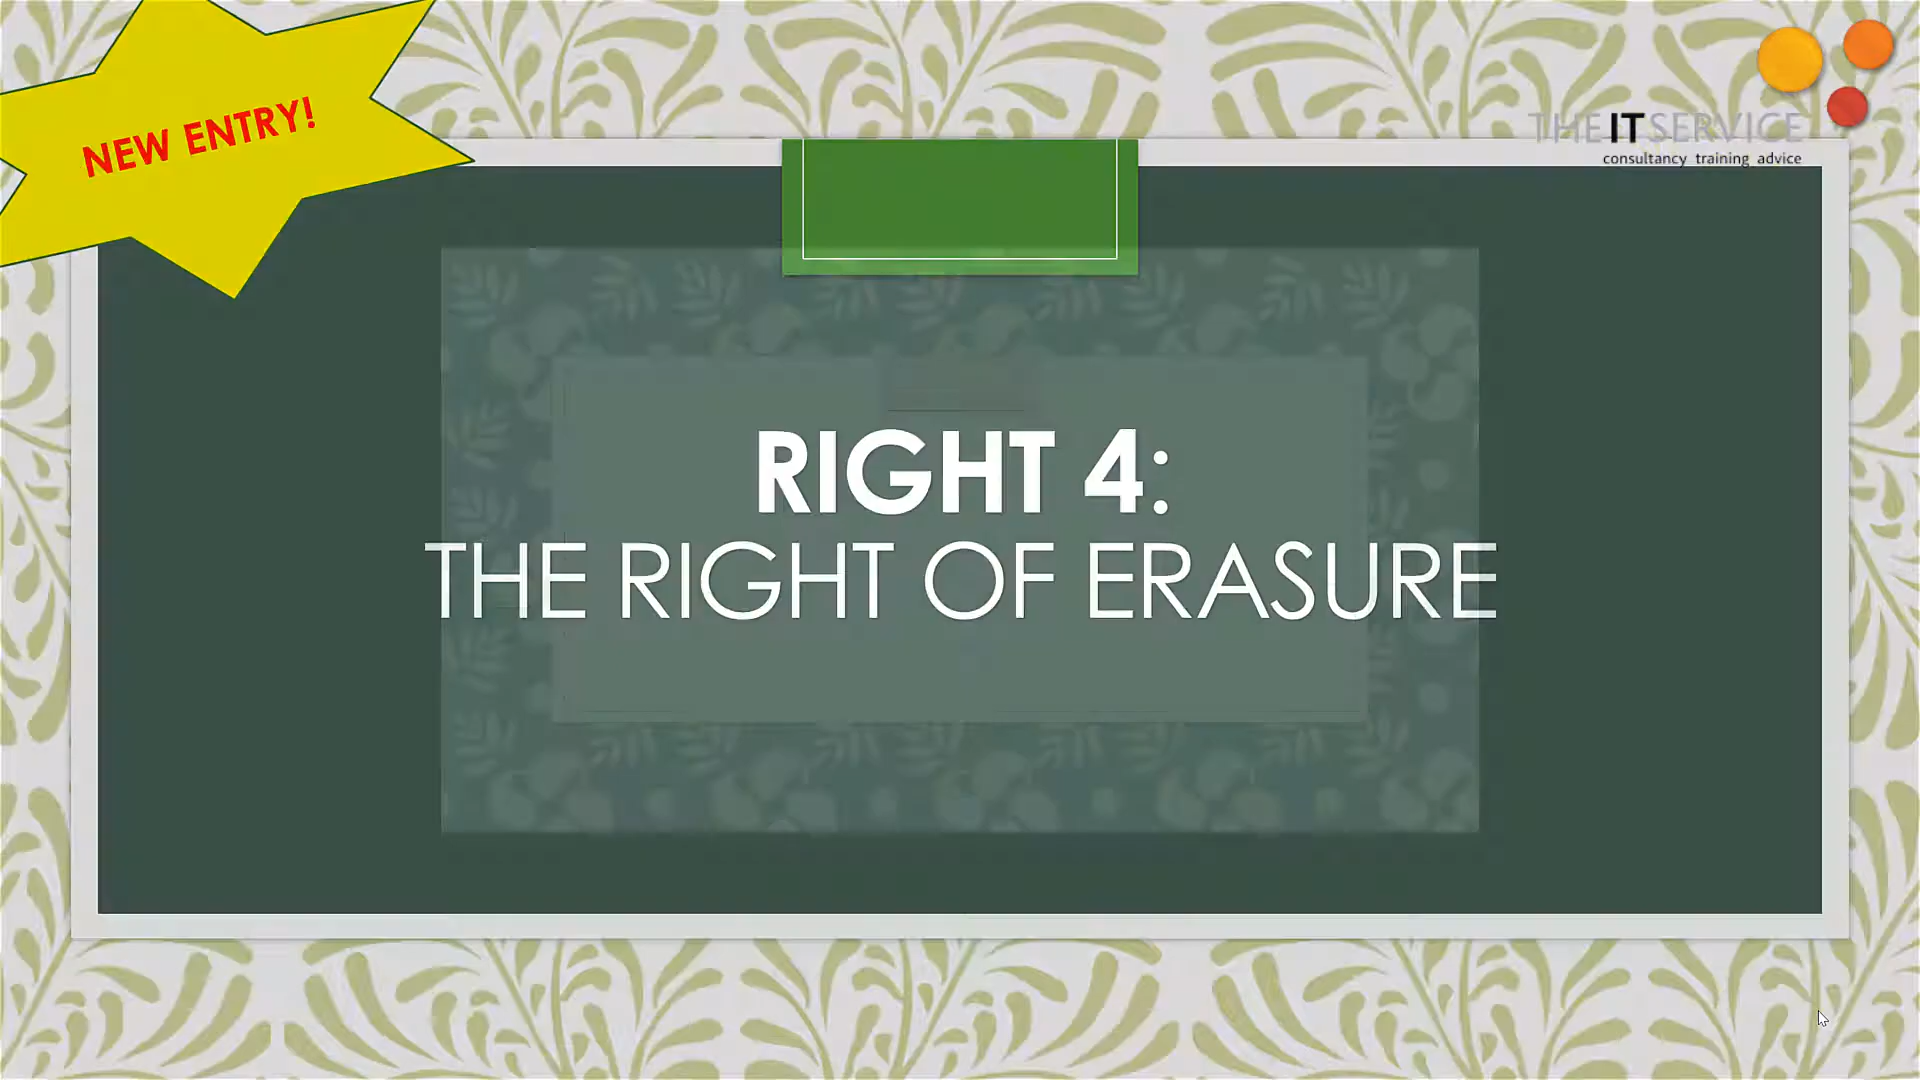 NEW ENTRY!
THE IT SERVICE
consultancy training advice
RIGHT 4:
THE RIGHT OF ERASURE